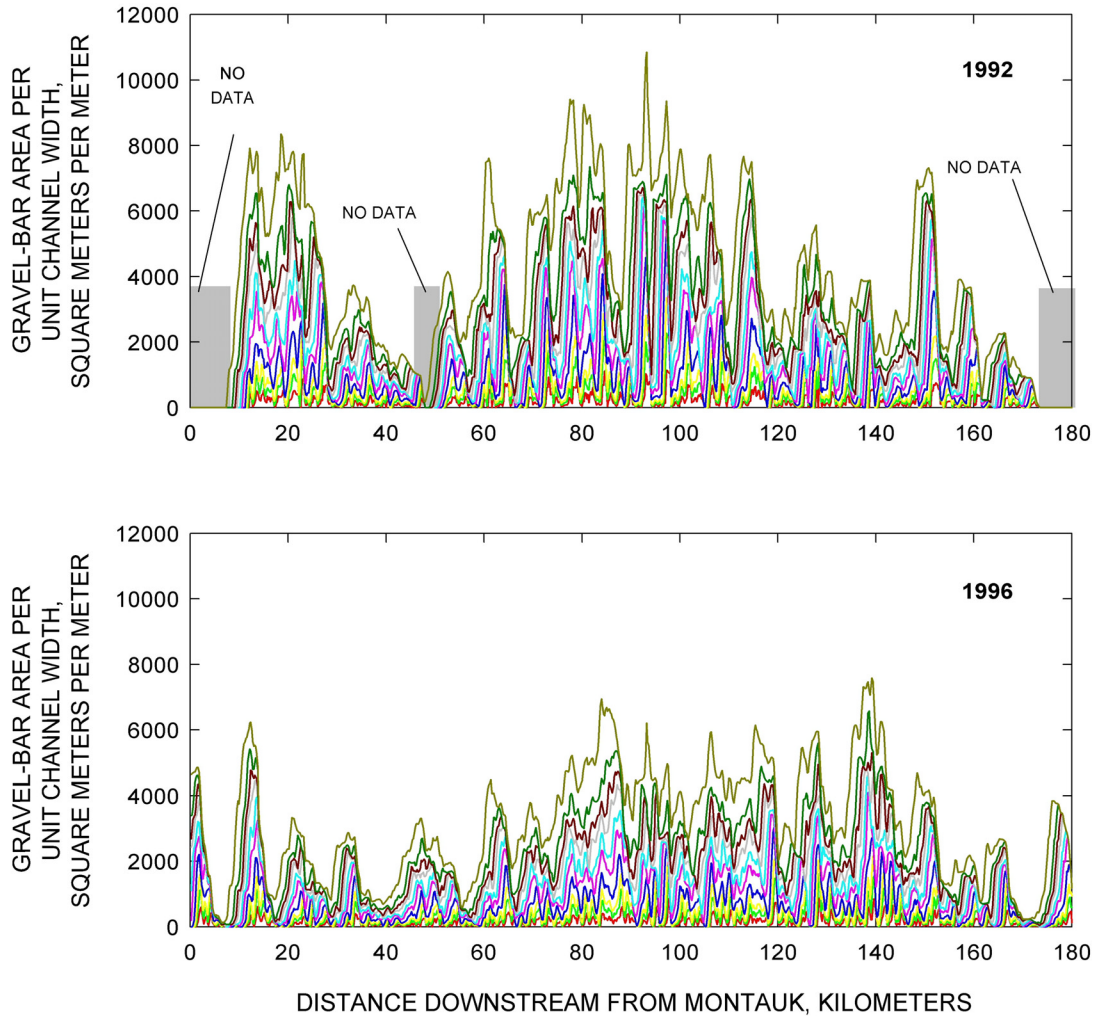 GRAVEL-BAR AREA PER
UNIT CHANNEL WIDTH,
SQUARE METERS PER METER
12000
10000
8000
6000
4000
2000
0
NO
DATA
NO DATA
1992
NO DATA
0 20 40 60 80 100 120 140 160 180
GRAVEL-BAR AREA PER
UNIT CHANNEL WIDTH,
SQUARE METERS PER METER
12000
10000
8000
6000
4000
2000
0
1996
0 20 40 60 80 100 120 140 160 180
DISTANCE DOWNSTREAM FROM MONTAUK, KILOMETERS